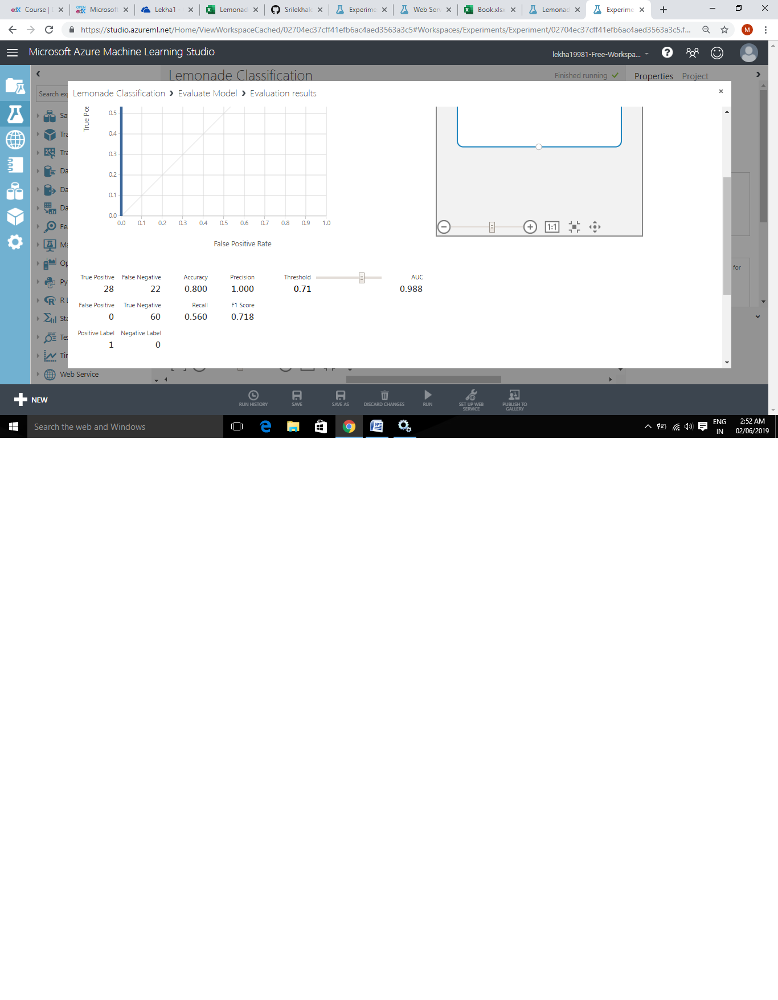 Course |
Microsoft
Lekha1 -
Lemonad
Srilekhale
Experime
Web Serv
Book.xlsx
Lemonad
Experime
https://studio.azureml.net/Home/ViewWorkspaceCached/02704ec37cff41efb6ac4aed3563a3c5#Workspaces/Experiments/Experiment/02704ec37cff41efb6ac4aed3563a3c5.f...
M
Microsoft Azure Machine Learning Studio
lekha19981-Free-Workspa...
Lemonade Classification
Finished running
Properties Project
Search ex
Lemonade Classification > Evaluate Model > Evaluation results
Sa
Tra
Tra
Da
Da
Da
Fe
Ma
Op
Py
R L
Sta
Te
Tir
Web Service
True Pos
0.5
0.4
0.3
0.2
0.1
0.0
0.0 0.1 0.2 0.3 0.4 0.5 0.6 0.7 0.8 0.9 1.0
False Positive Rate
1:1
for
True Positive False Negative Accuracy Precision Threshold AUC
28 22 0.800 1.000 0.71 0.988
False Positive True Negative Recall F1 Score
0 60 0.560 0.718
Positive Label Negative Label
1 0
NEW
RUN HISTORY
SAVE
SAVE AS
DISCARD CHANGES
RUN
SET UP WEB
SERVICE
PUBLISH TO
GALLERY
Search the web and Windows
ENG
IN
2:52 AM
02/06/2019